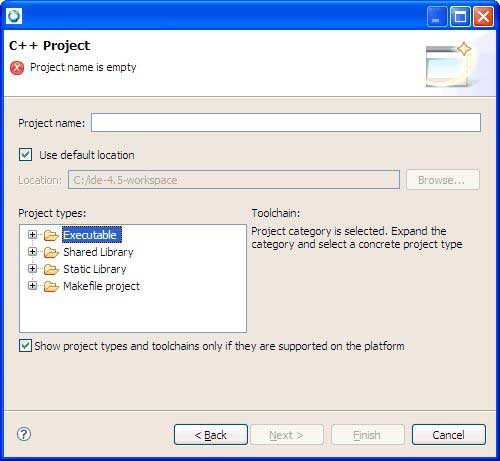 C++ Project
Project name is empty
Project name:
Use default location
Location: C:/ide-4.5-workspace Browse...
Project types: Toolchain:
Executable Project category is selected. Expand the
Shared Library category and select a concrete project type
Static Library
Makefile project
Show project types and toolchains only if they are supported on the platform
? < Back Next > Finish Cancel